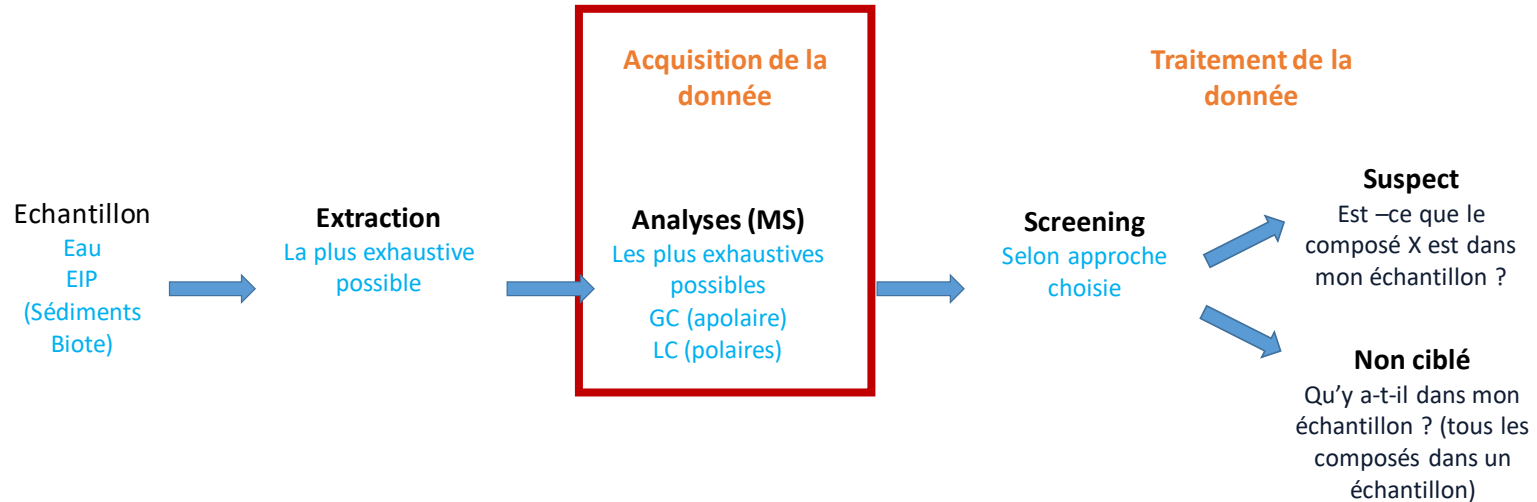 Acquisition de la
donnée
Traitement de la
donnée
Echantillon
Eau
EIP
(Sédiments
Biote)
Extraction
La plus exhaustive
possible
Analyses (MS)
Les plus exhaustives
possibles
GC (apolaire)
LC (polaires)
Screening
Selon approche
choisie
Suspect
Est –ce que le
composé X est dans
mon échantillon ?
Non ciblé
Qu’y a-t-il dans mon
échantillon ? (tous les
composés dans un
échantillon)